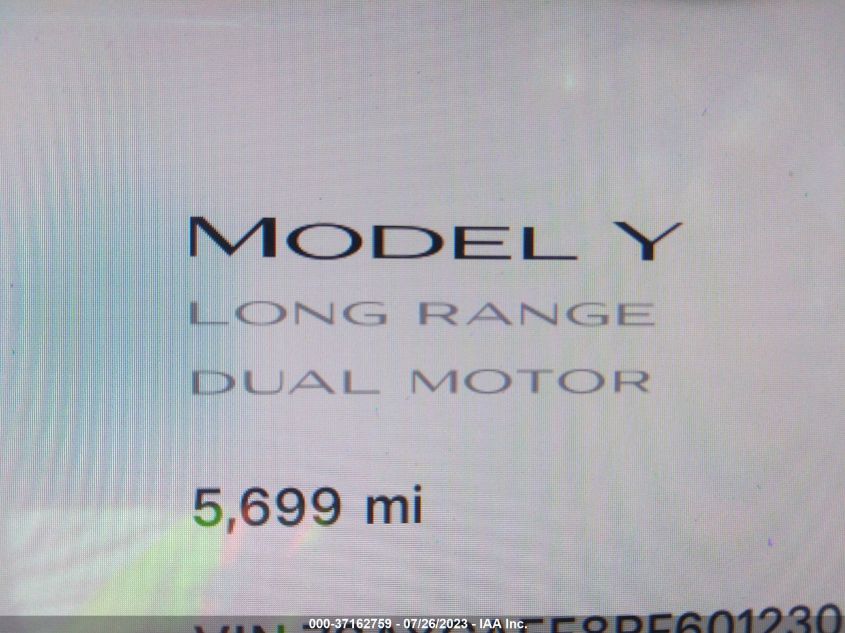 MODEL Y
LONG RANGE
DUAL MOTOR
5,699 mi
000-37162759 - 07/26/2023 - IAA Inc.